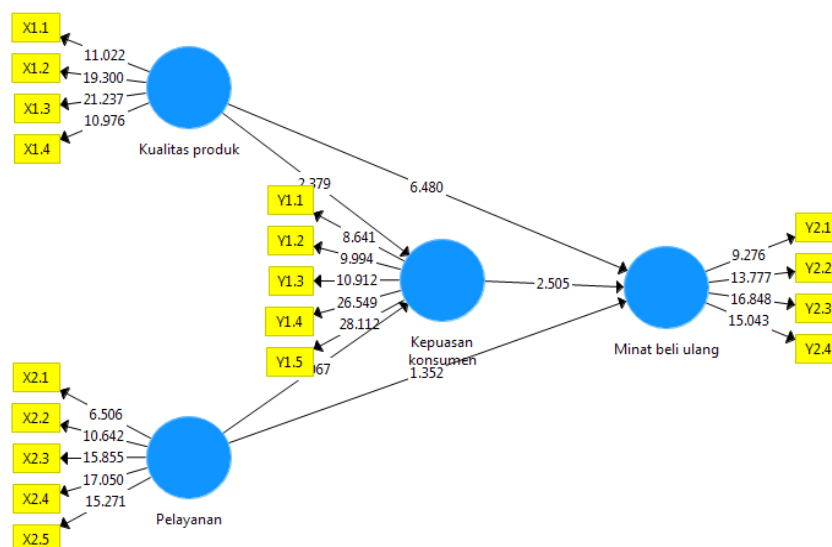 X1.1
X1.2
X1.3
X1.4
11.022
19.300
21.237
10.976
Kualitas produk
2.379
6.480
Y1.1
Y1.2
Y1.3
Y1.4
Y1.5
8.641
9.994
10.912
26.549
28.112
Kepuasan
konsumen
2.505
1.352
Y2.1
Y2.2
Y2.3
Y2.4
9.276
13.777
16.848
15.043
Minat beli ulang
X2.1
X2.2
X2.3
X2.4
X2.5
6.506
10.642
15.855
17.050
15.271
Pelayanan